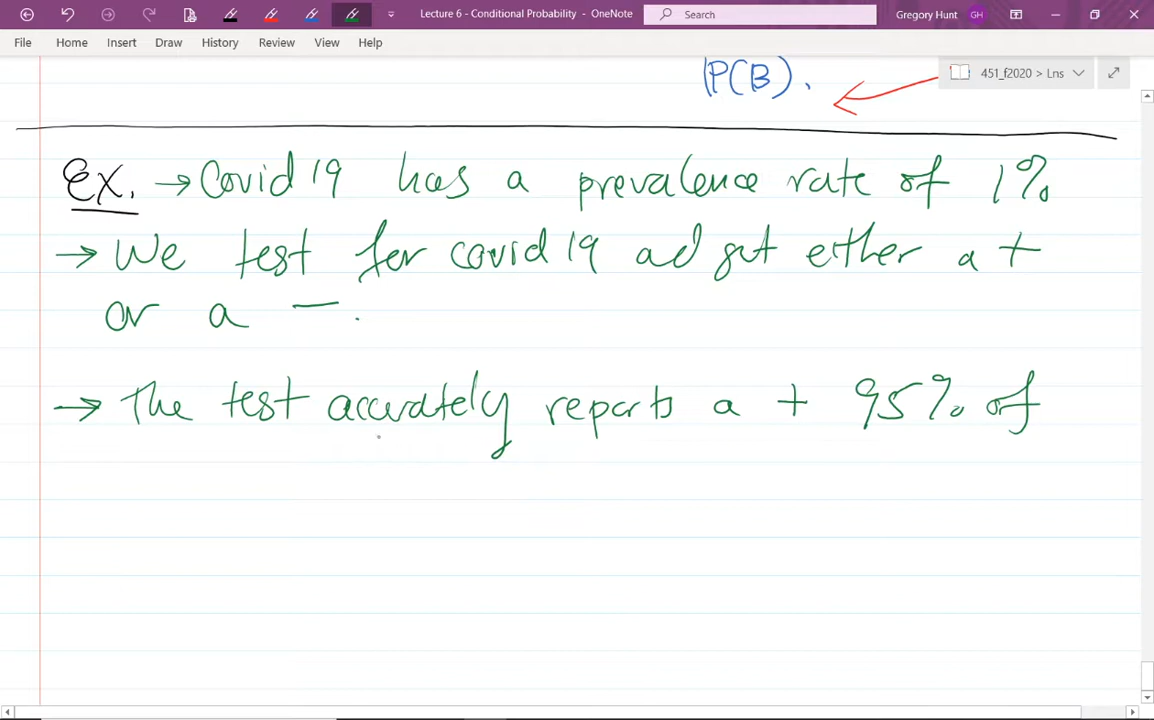 Lecture 6 - Conditional Probability - OneNote
Search
Gregory Hunt GH
File Home Insert Draw History Review View Help
451_f2020 > Lns
P(B).
Ex. → Covid 19 has a prevalence rate of 1%
→ We test for covid 19 ad get either a +
or a -.
→ The test accurately reports a + 95% of